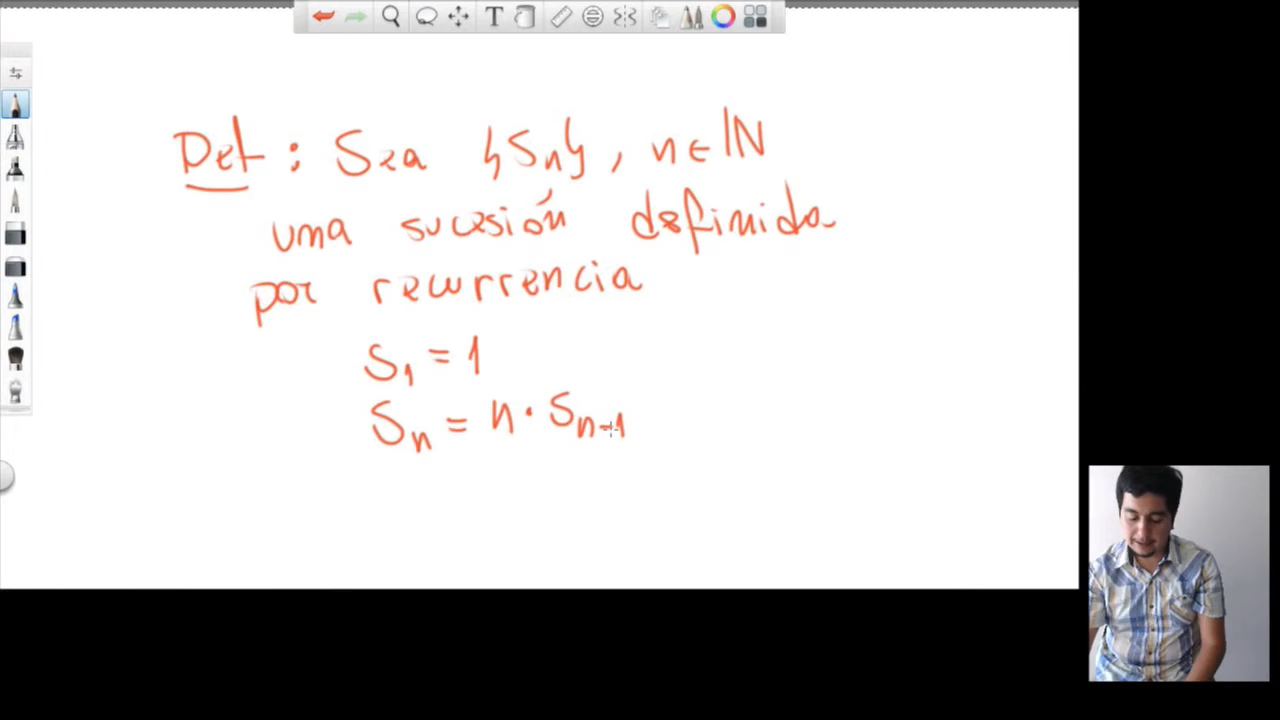 Def : Sea {Sn}, n ∈ ℕ
una sucesión definida
por recurrencia
S₁ = 1
Sₙ = n · Sₙ₋₁